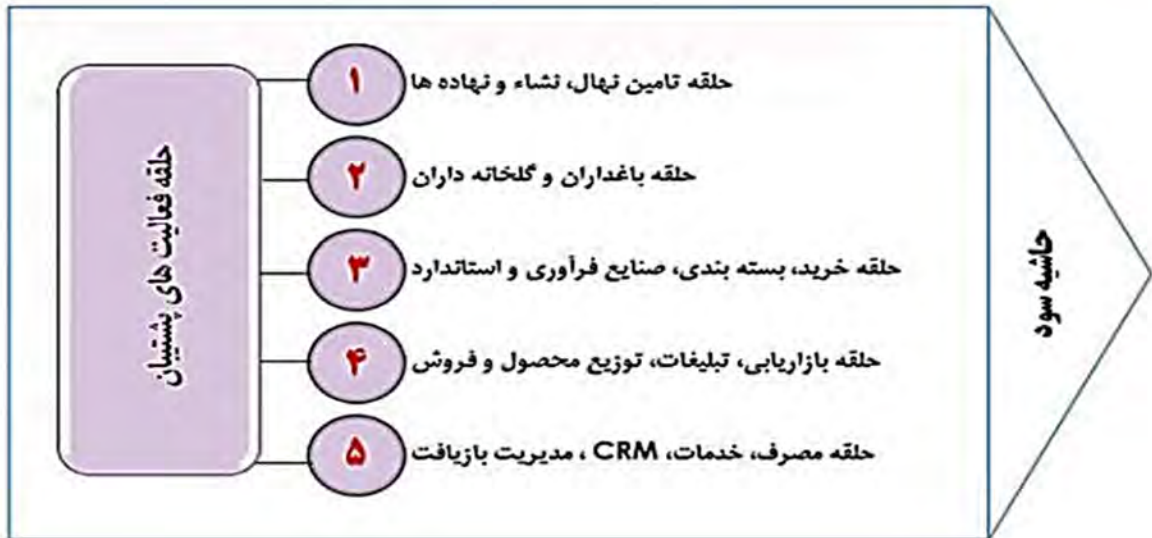 حلقه فعالیت های پشتیبان
۱ حلقه تامین نهال، نشاء و نهاده ها
۲ حلقه باغداران و گلخانه داران
۳ حلقه خرید، بسته بندی، صنایع فرآوری و استاندارد
۴ حلقه بازاریابی، تبلیغات، توزیع محصول و فروش
۵ حلقه مصرف، خدمات، CRM ، مدیریت بازیافت
حاشیه سود